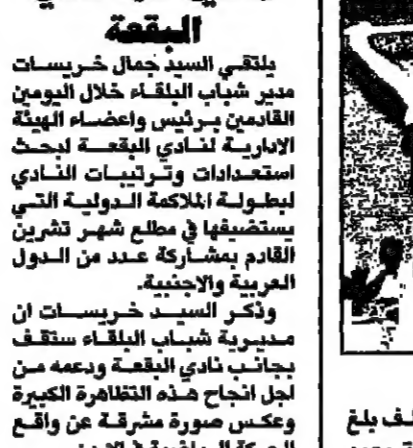 البقعة
يلتقي السيد جمال خريسات
مدير شباب البلقاء خلال اليومين
القادمين برئيس واعضاء الهيئة
الادارية لنادي البقعة لبحث
استعدادات وترتيبات النادي
لبطولة الملاكمة الدولية التي
يستضيفها في مطلع شهر تشرين
القادم بمشاركة عدد من الدول
العربية والاجنبية.
وذكر السيد خريسات ان
مديرية شباب البلقاء ستقف
بجانب نادي البقعة ودعمه من
اجل انجاح هذه التظاهرة الكبيرة
وعكس صورة مشرقة عن واقع
بلغ